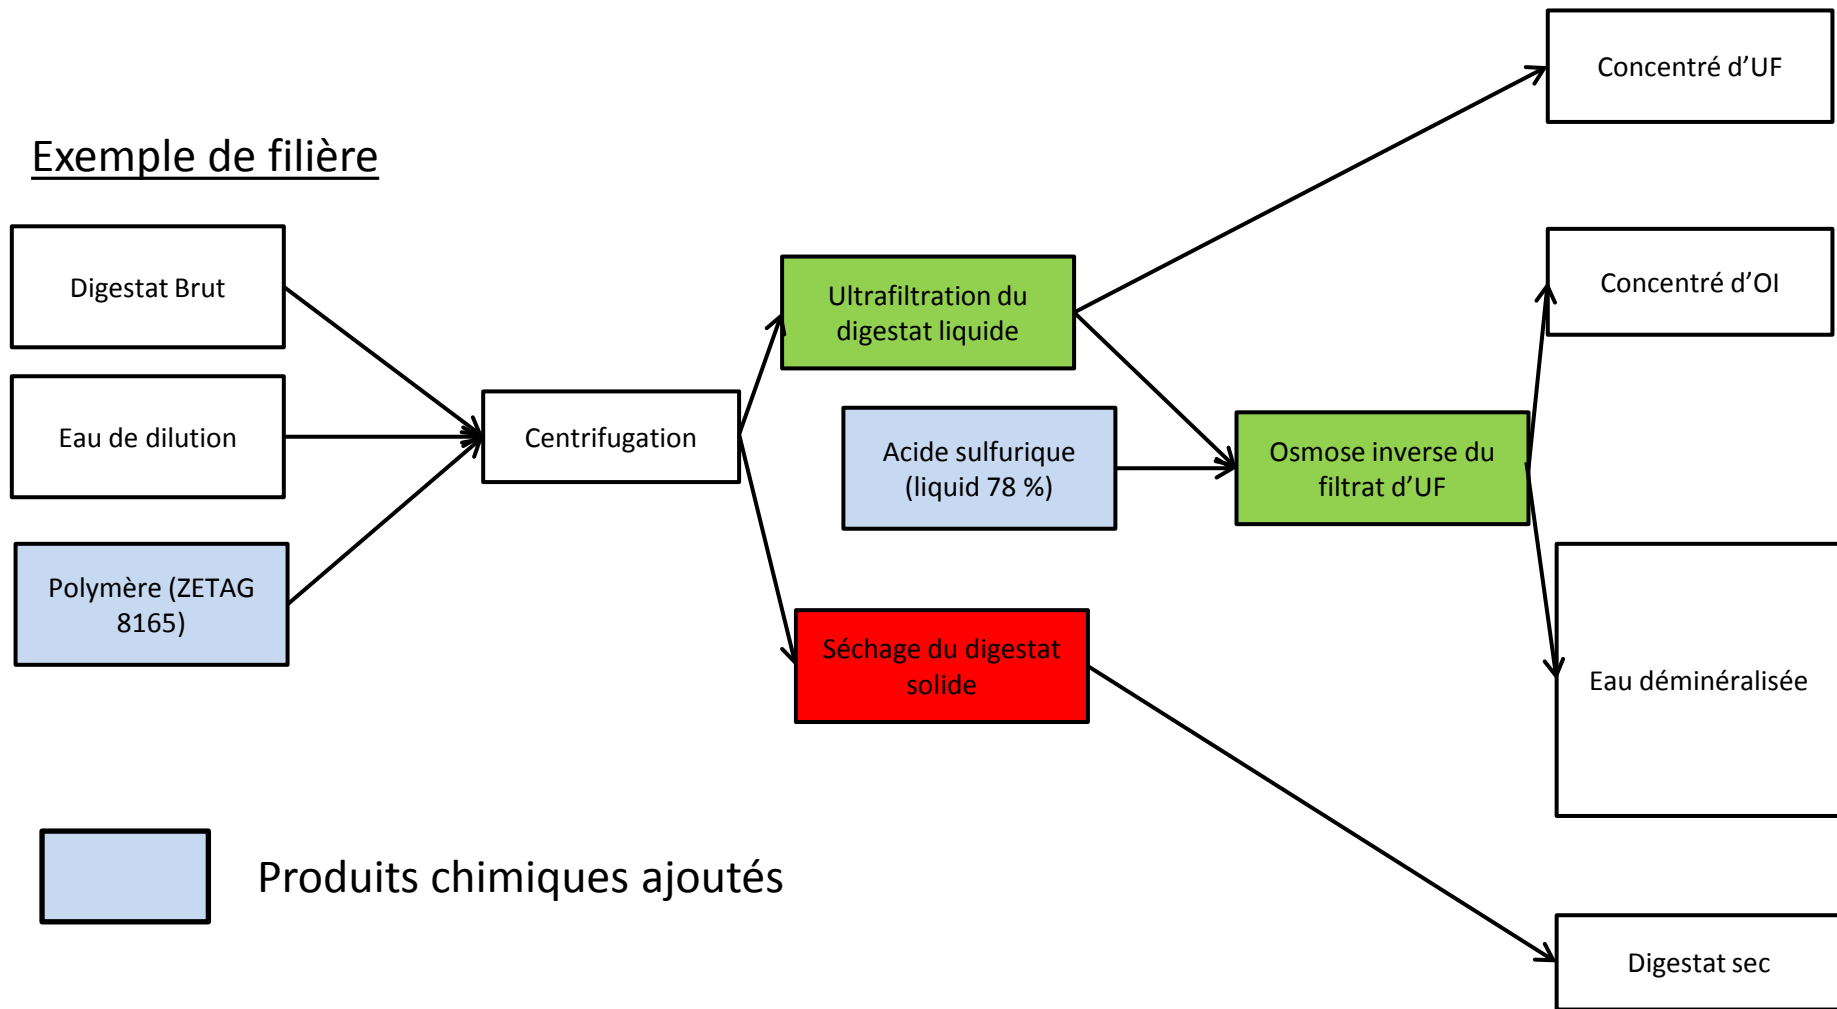 Exemple de filière
Digestat Brut
Eau de dilution
Polymère (ZETAG
8165)
Centrifugation
Ultrafiltration du
digestat liquide
Acide sulfurique
(liquid 78 %)
Séchage du digestat
solide
Osmose inverse du
filtrat d’UF
Concentré d’UF
Concentré d’OI
Eau déminéralisée
Digestat sec
Produits chimiques ajoutés